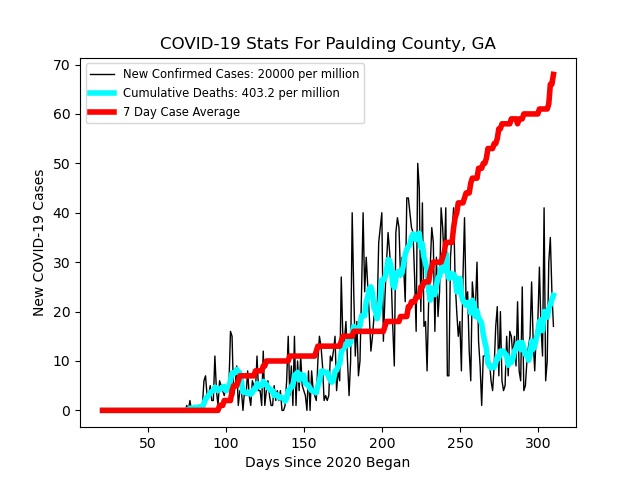 COVID-19 Stats For Paulding County, GA
70
60
50
40
30
20
10
0
New COVID-19 Cases
New Confirmed Cases: 20000 per million
Cumulative Deaths: 403.2 per million
7 Day Case Average
50 100 150 200 250 300
Days Since 2020 Began